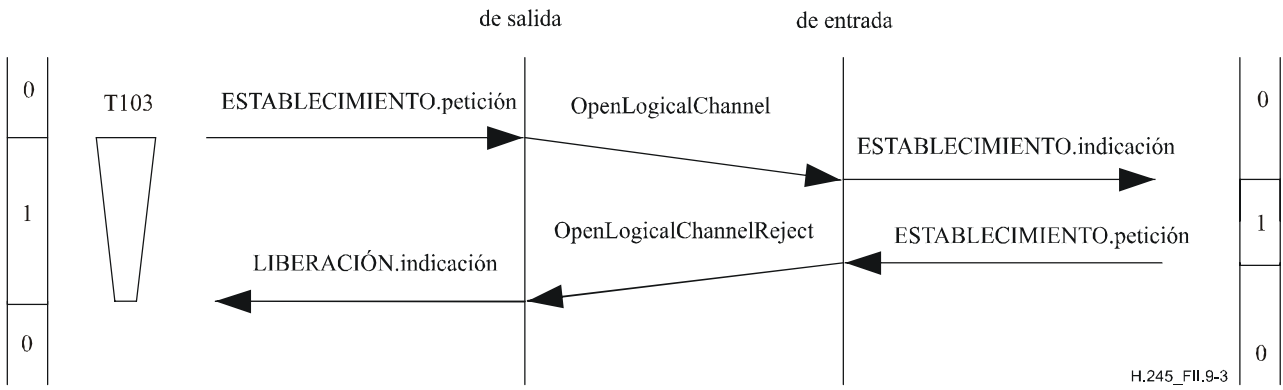 de salida
de entrada
0
T103
ESTABLECIMIENTO.petición
OpenLogicalChannel
0
ESTABLECIMIENTO.indicación
1
OpenLogicalChannelReject
ESTABLECIMIENTO.petición
1
LIBERACIÓN.indicación
0
0
H.245_FII.9-3